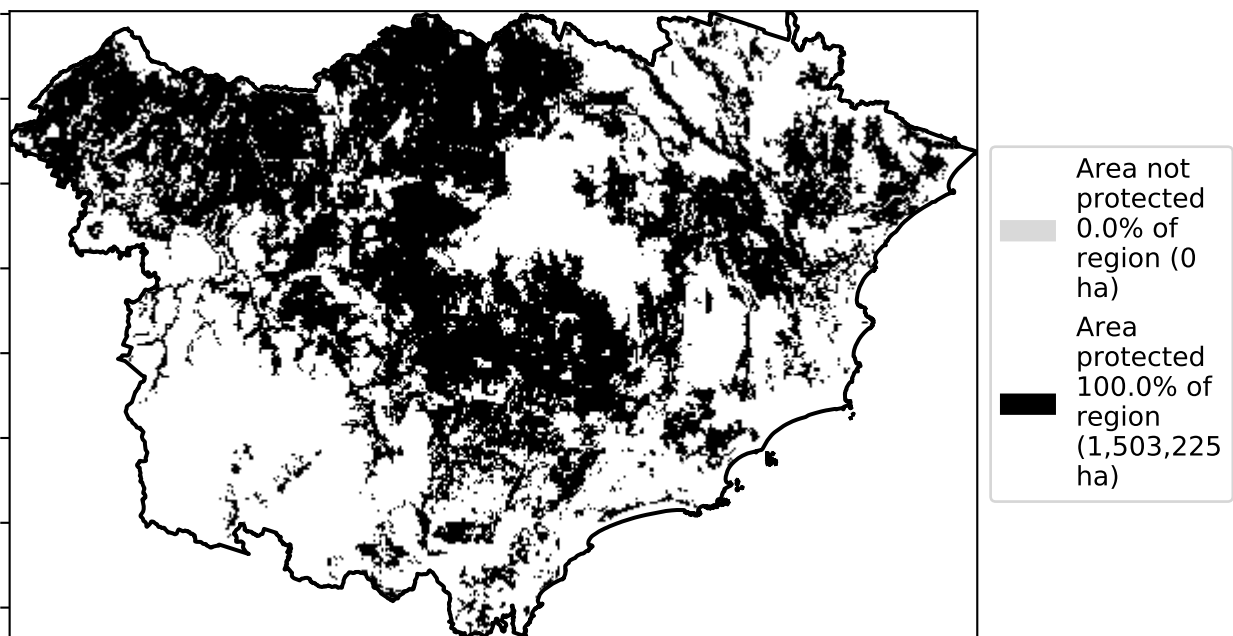 Area not
protected
0.0% of
region (0
ha)
Area
protected
100.0% of
region
(1,503,225
ha)